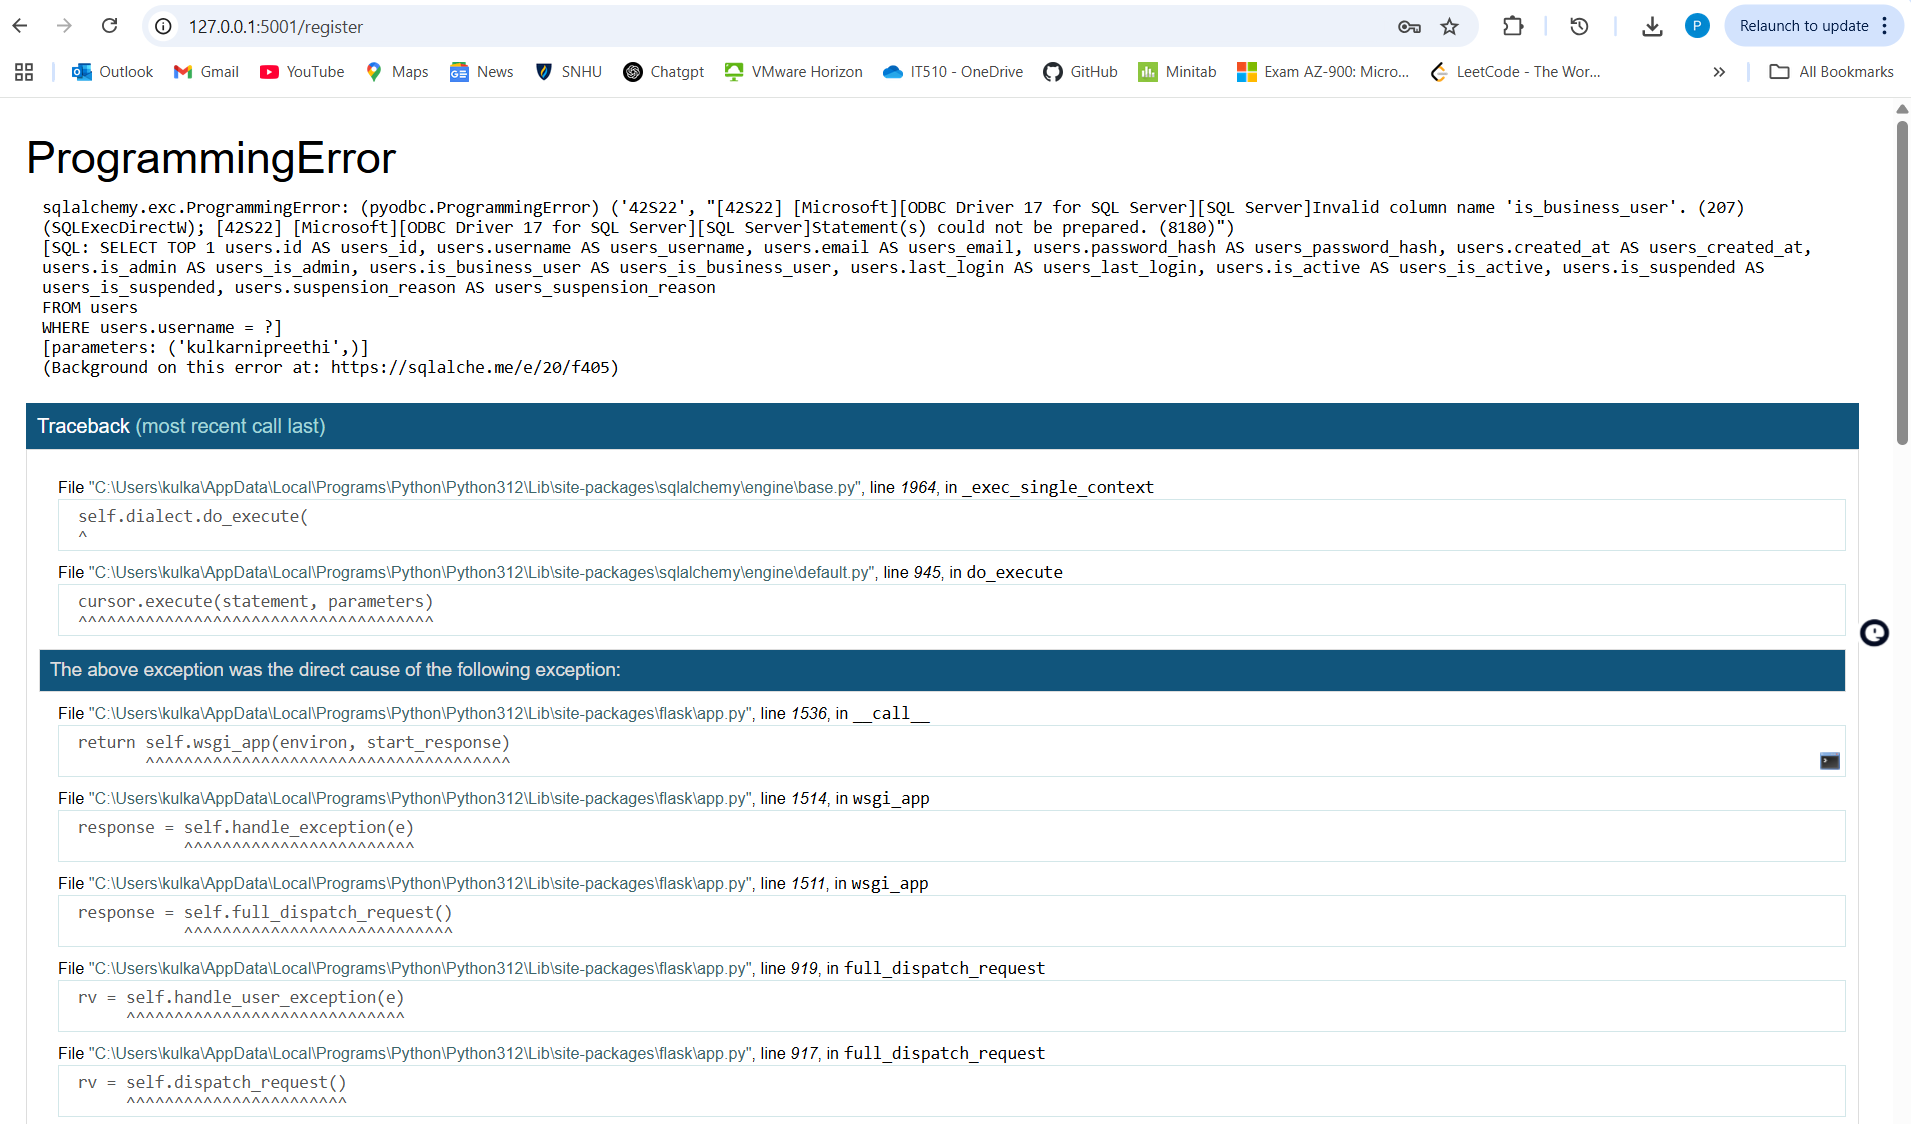 127.0.0.1:5001/register
Relaunch to update
P
Outlook
Gmail
YouTube
Maps
News
SNHU
Chatgpt
VMware Horizon
IT510 - OneDrive
GitHub
Minitab
Exam AZ-900: Micro...
LeetCode - The Wor...
»
All Bookmarks
ProgrammingError
sqlalchemy.exc.ProgrammingError: (pyodbc.ProgrammingError) ('42S22', "[42S22] [Microsoft][ODBC Driver 17 for SQL Server][SQL Server]Invalid column name 'is_business_user'. (207)
(SQLExecDirectW); [42S22] [Microsoft][ODBC Driver 17 for SQL Server][SQL Server]Statement(s) could not be prepared. (8180)")
[SQL: SELECT TOP 1 users.id AS users_id, users.username AS users_username, users.email AS users_email, users.password_hash AS users_password_hash, users.created_at AS users_created_at,
users.is_admin AS users_is_admin, users.is_business_user AS users_is_business_user, users.last_login AS users_last_login, users.is_active AS users_is_active, users.is_suspended AS
users_is_suspended, users.suspension_reason AS users_suspension_reason
FROM users
WHERE users.username = ?]
[parameters: ('kulkarnipreethi',)]
(Background on this error at: https://sqlalche.me/e/20/f405)
Traceback (most recent call last)
File "C:\Users\kulka\AppData\Local\Programs\Python\Python312\Lib\site-packages\sqlalchemy\engine\base.py", line 1964, in _exec_single_context
self.dialect.do_execute(
^
File "C:\Users\kulka\AppData\Local\Programs\Python\Python312\Lib\site-packages\sqlalchemy\engine\default.py", line 945, in do_execute
cursor.execute(statement, parameters)
^^^^^^^^^^^^^^^^^^^^^^^^^^^^^^^^^^^^^
The above exception was the direct cause of the following exception:
File "C:\Users\kulka\AppData\Local\Programs\Python\Python312\Lib\site-packages\flask\app.py", line 1536, in __call__
return self.wsgi_app(environ, start_response)
^^^^^^^^^^^^^^^^^^^^^^^^^^^^^^^^^^^^^^
File "C:\Users\kulka\AppData\Local\Programs\Python\Python312\Lib\site-packages\flask\app.py", line 1514, in wsgi_app
response = self.handle_exception(e)
^^^^^^^^^^^^^^^^^^^^^^^^
File "C:\Users\kulka\AppData\Local\Programs\Python\Python312\Lib\site-packages\flask\app.py", line 1511, in wsgi_app
response = self.full_dispatch_request()
^^^^^^^^^^^^^^^^^^^^^^^^^^^^
File "C:\Users\kulka\AppData\Local\Programs\Python\Python312\Lib\site-packages\flask\app.py", line 919, in full_dispatch_request
rv = self.handle_user_exception(e)
^^^^^^^^^^^^^^^^^^^^^^^^^^^^^
File "C:\Users\kulka\AppData\Local\Programs\Python\Python312\Lib\site-packages\flask\app.py", line 917, in full_dispatch_request
rv = self.dispatch_request()
^^^^^^^^^^^^^^^^^^^^^^^